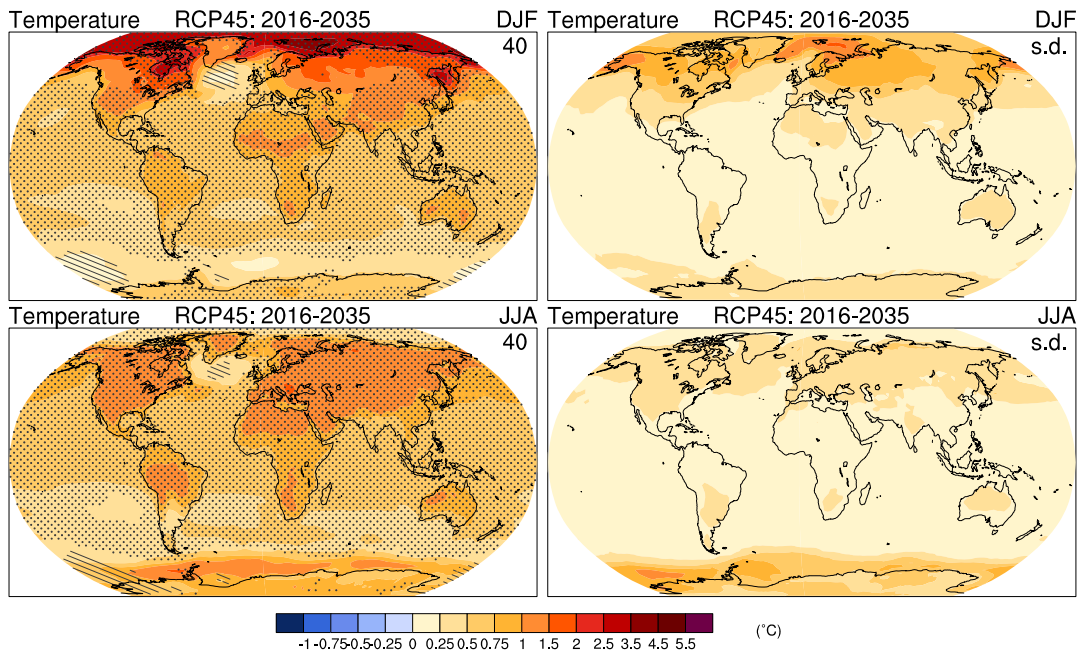 Temperature RCP45: 2016-2035 DJF
40
Temperature RCP45: 2016-2035 DJF
s.d.
Temperature RCP45: 2016-2035 JJA
40
Temperature RCP45: 2016-2035 JJA
s.d.
-1 -0.75 -0.5 -0.25 0 0.25 0.5 0.75 1 1.5 2 2.5 3.5 4.5 5.5 (°C)